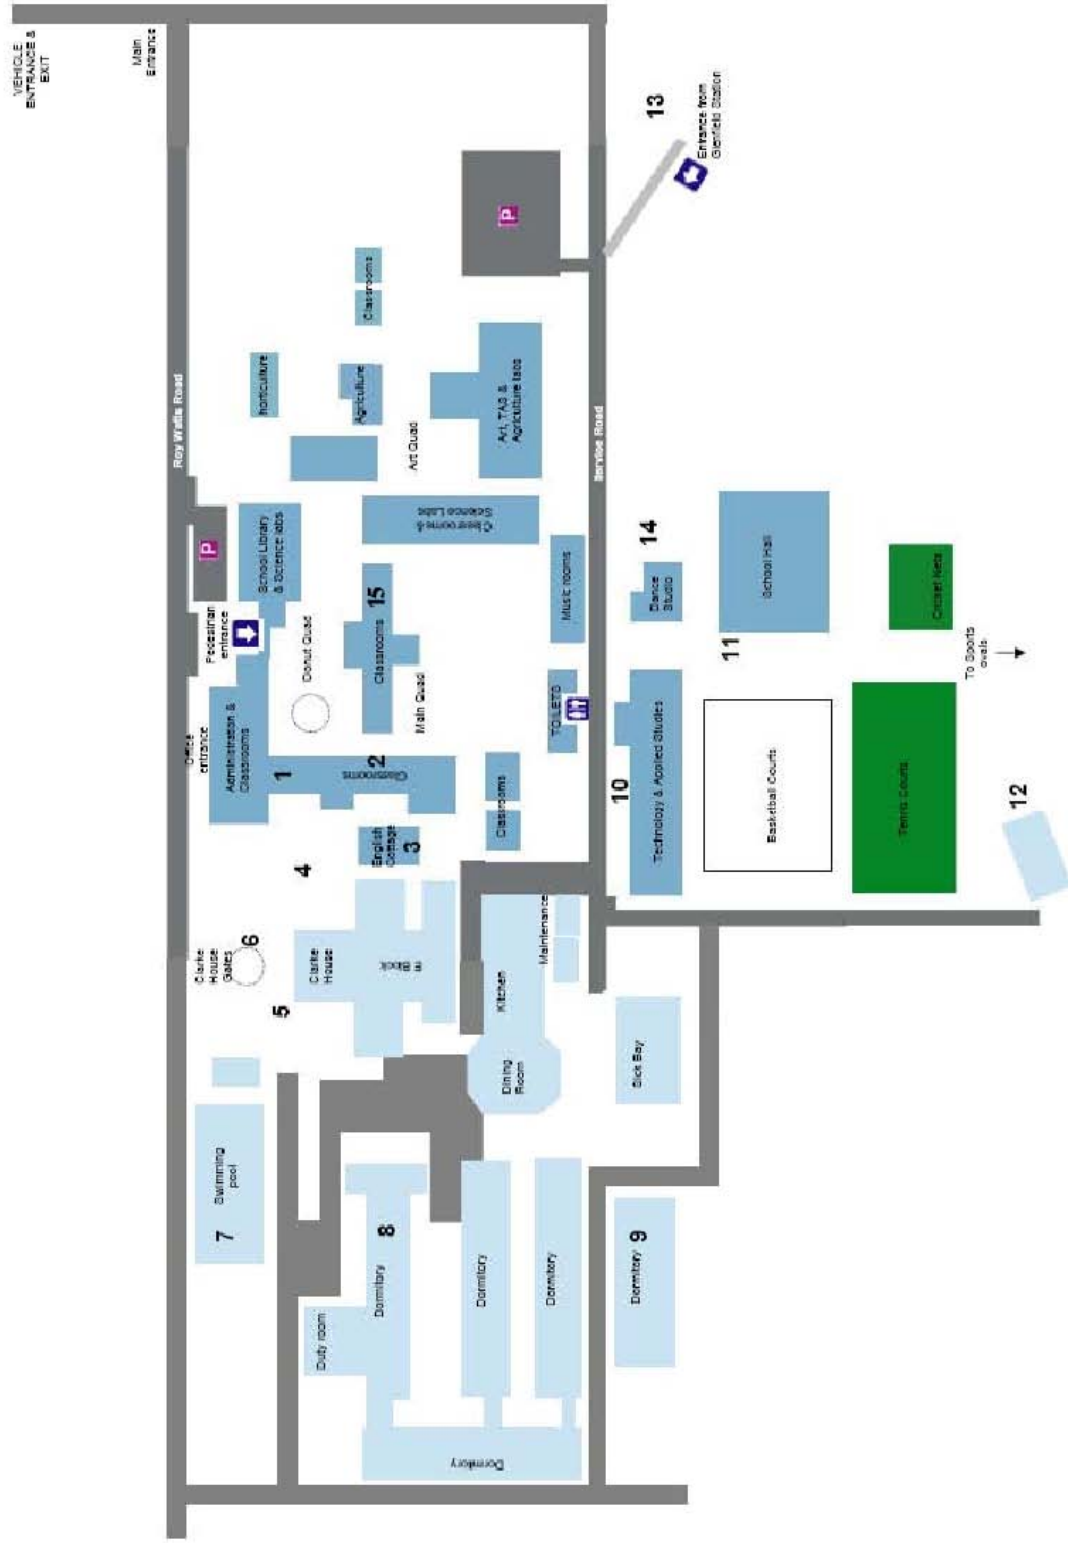 VEHICLE
ENTRANCE &
EXIT
Main
Entrance
Roy Watts Road
Service Road
13
Entrance from
Glenfield Station
P
Classrooms
horticulture
Agriculture
Art Quad
Art, TAS &
Agriculture labs
P
School Library
& Science labs
Classrooms &
Science Labs
Pedestrian
entrance
Donut Quad
Classrooms
15
Main Quad
Music rooms
14
Dance
Studio
School Hall
11
Cricket Nets
To Sports
ovals
Office
entrance
Administration &
Classrooms
1
Classrooms
2
TOILETS
Classrooms
10
Technology & Applied Studies
Basketball Courts
Tennis Courts
12
English
Cottage
3
4
Clarke
House
Gates
6
5
Clarke
House
Block
Kitchen
Maintenance
Dining
Room
Sick Bay
Swimming
pool
7
8
Dormitory
Duty room
Dormitory
Dormitory
Dormitory
9
Dormitory